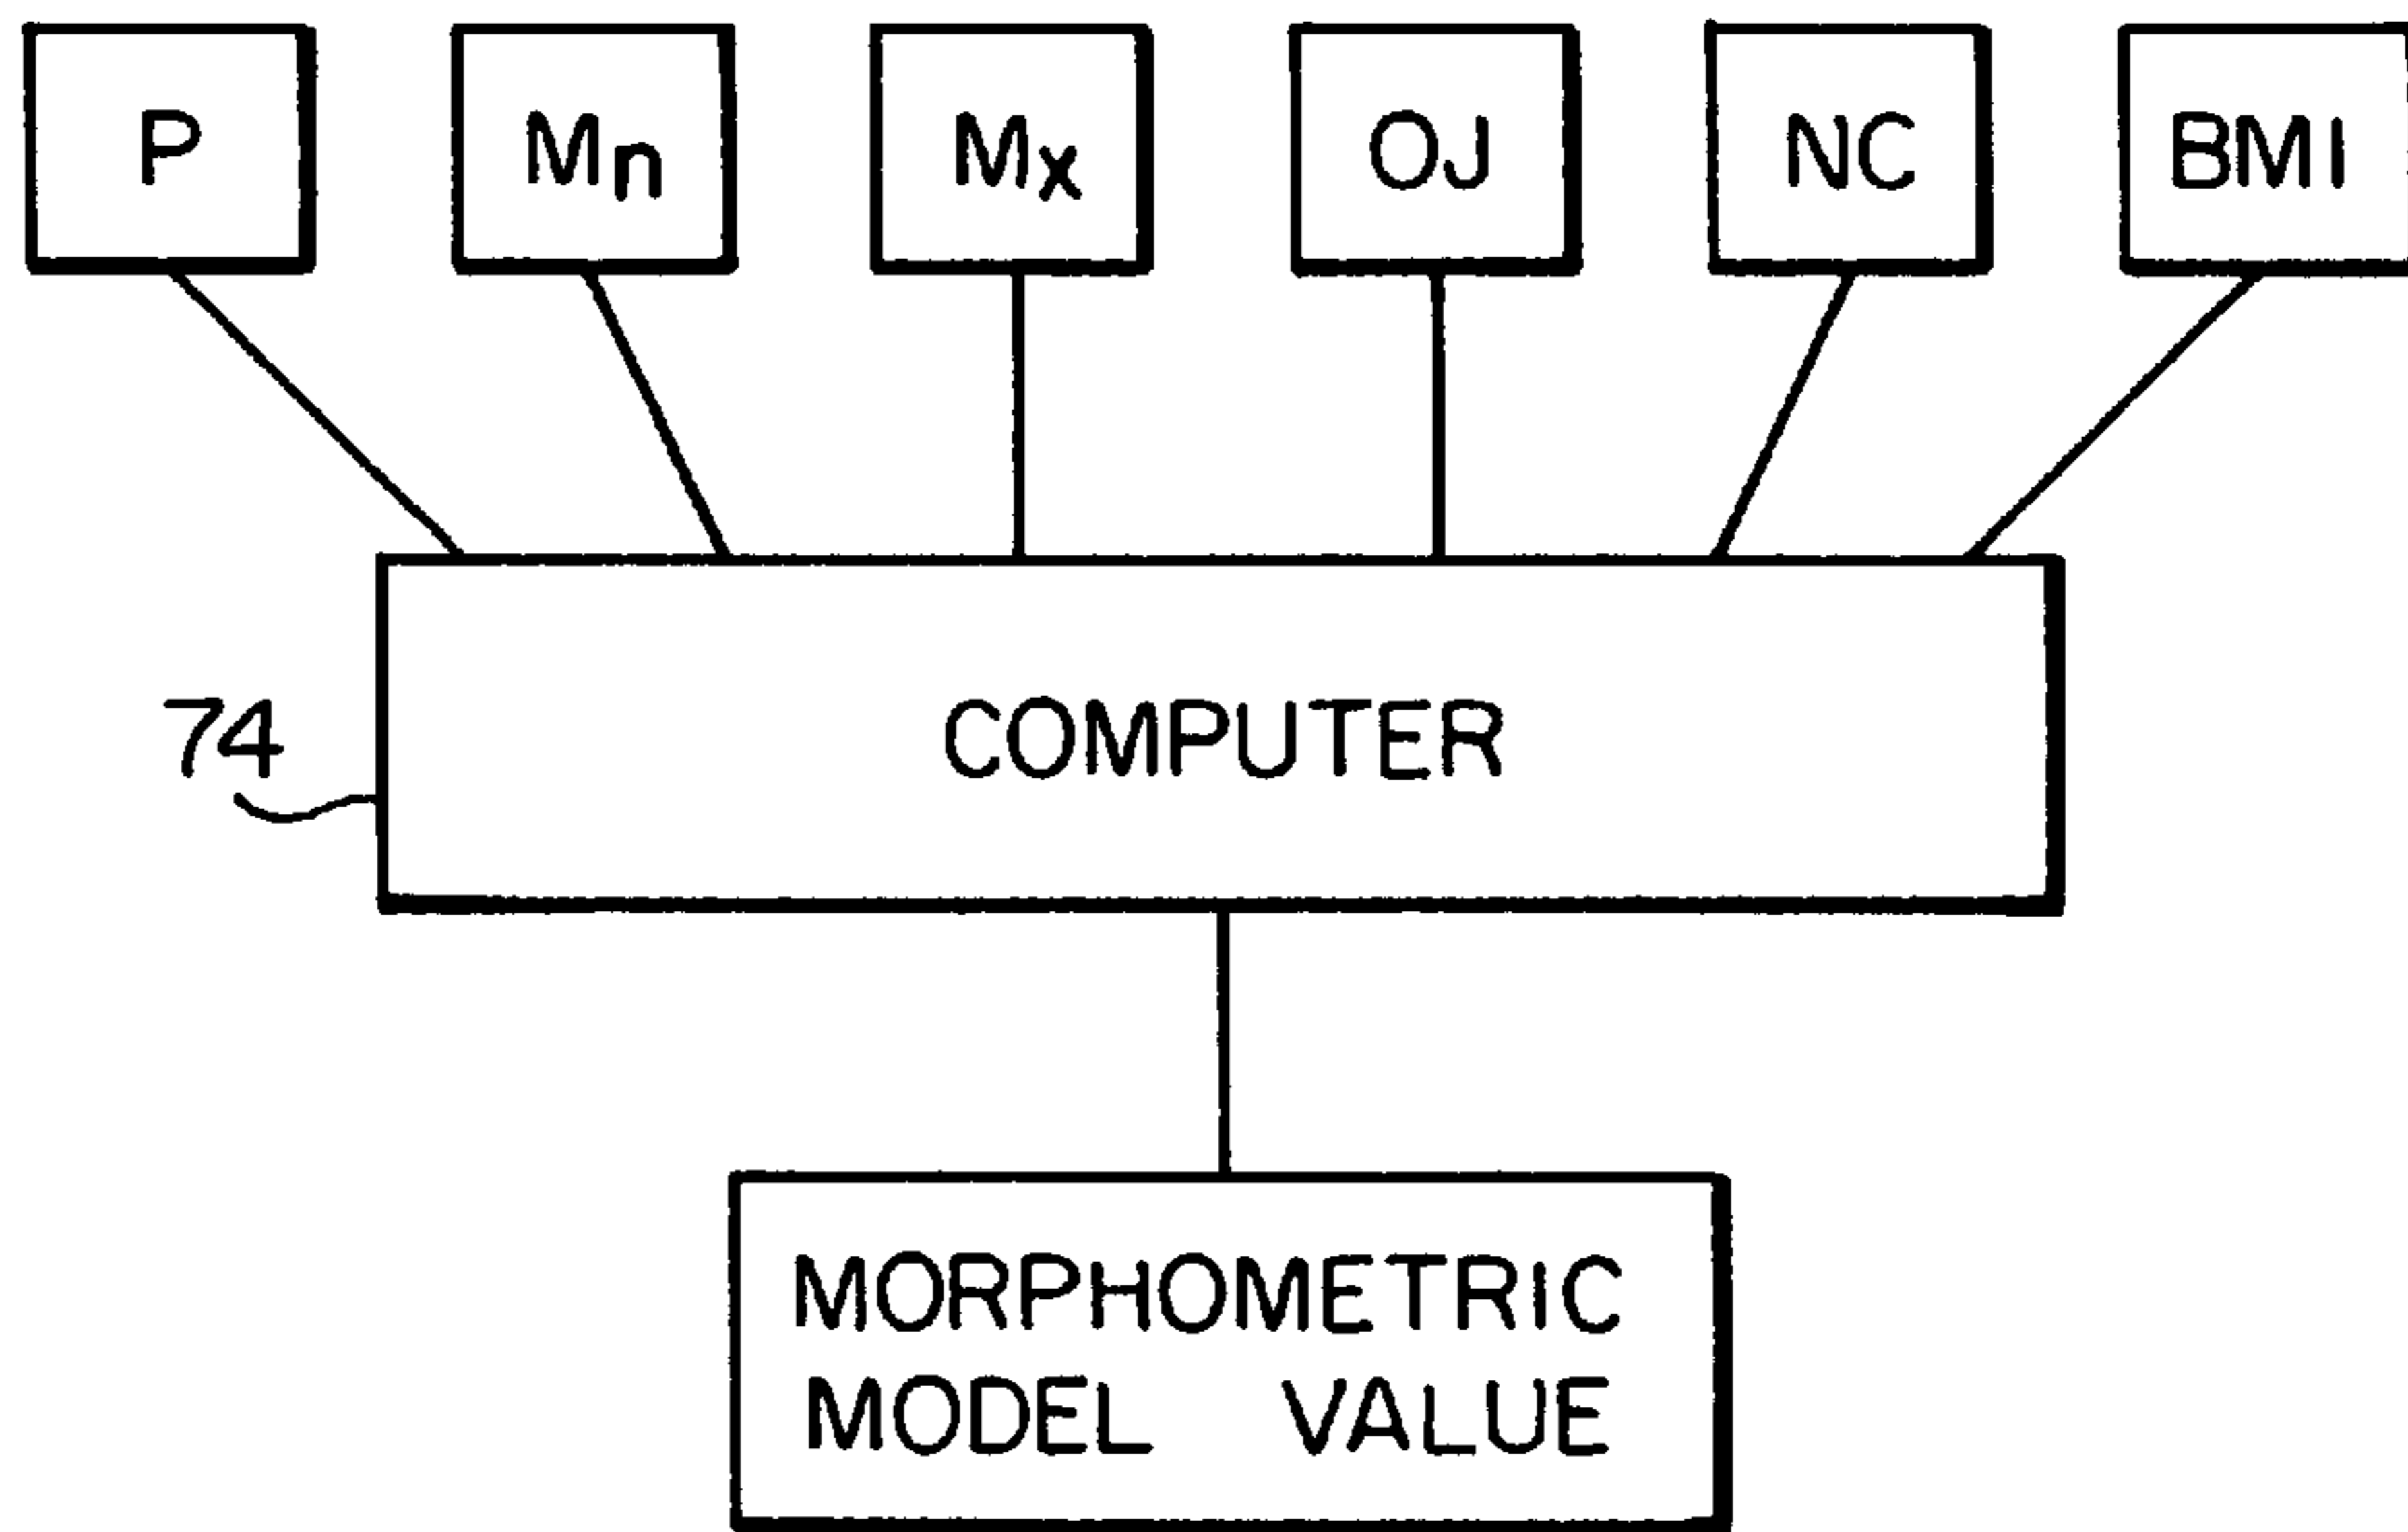 P Mn Mx OJ NC BMI
COMPUTER
74
MORPHOMETRIC
MODEL VALUE